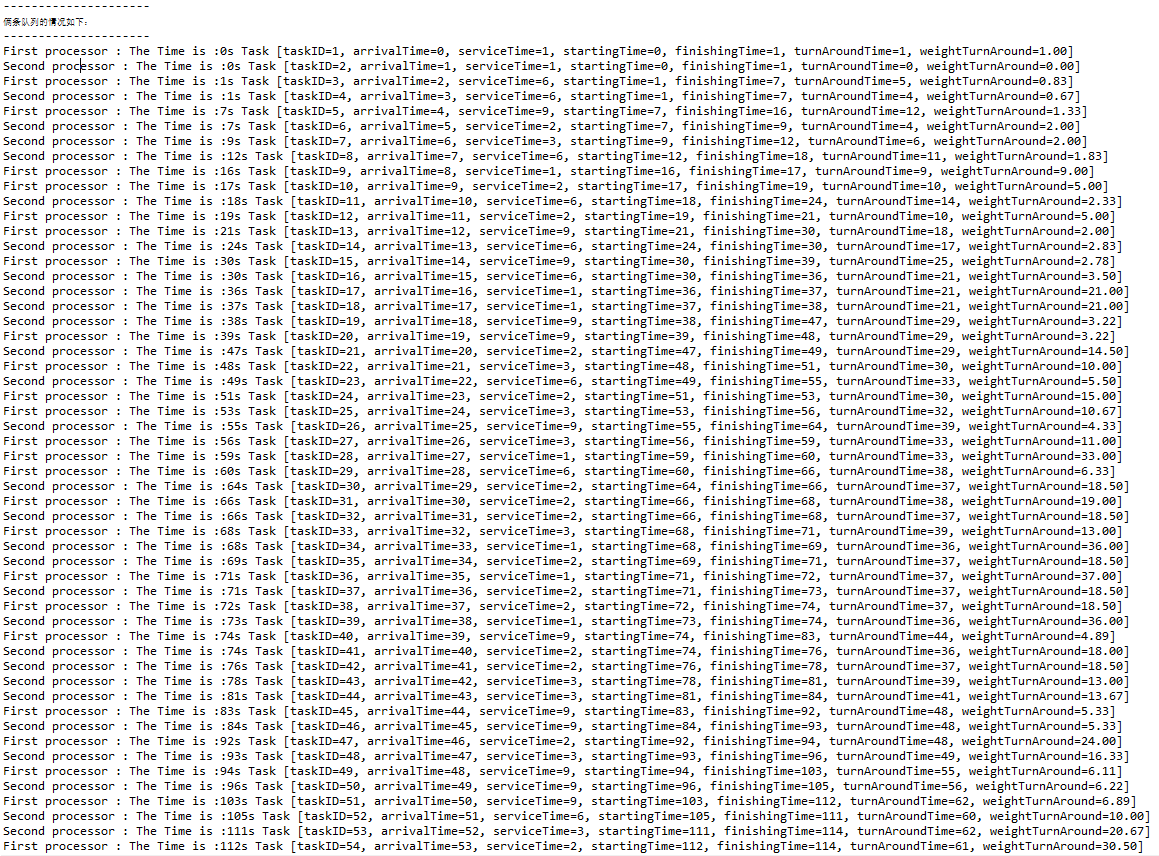 ---------------------
俩条队列的情况如下：
---------------------
First processor : The Time is :0s Task [taskID=1, arrivalTime=0, serviceTime=1, startingTime=0, finishingTime=1, turnAroundTime=1, weightTurnAround=1.00]
Second processor : The Time is :0s Task [taskID=2, arrivalTime=1, serviceTime=1, startingTime=0, finishingTime=1, turnAroundTime=0, weightTurnAround=0.00]
First processor : The Time is :1s Task [taskID=3, arrivalTime=2, serviceTime=6, startingTime=1, finishingTime=7, turnAroundTime=5, weightTurnAround=0.83]
Second processor : The Time is :1s Task [taskID=4, arrivalTime=3, serviceTime=6, startingTime=1, finishingTime=7, turnAroundTime=4, weightTurnAround=0.67]
First processor : The Time is :7s Task [taskID=5, arrivalTime=4, serviceTime=9, startingTime=7, finishingTime=16, turnAroundTime=12, weightTurnAround=1.33]
Second processor : The Time is :7s Task [taskID=6, arrivalTime=5, serviceTime=2, startingTime=7, finishingTime=9, turnAroundTime=4, weightTurnAround=2.00]
Second processor : The Time is :9s Task [taskID=7, arrivalTime=6, serviceTime=3, startingTime=9, finishingTime=12, turnAroundTime=6, weightTurnAround=2.00]
Second processor : The Time is :12s Task [taskID=8, arrivalTime=7, serviceTime=6, startingTime=12, finishingTime=18, turnAroundTime=11, weightTurnAround=1.83]
First processor : The Time is :16s Task [taskID=9, arrivalTime=8, serviceTime=1, startingTime=16, finishingTime=17, turnAroundTime=9, weightTurnAround=9.00]
First processor : The Time is :17s Task [taskID=10, arrivalTime=9, serviceTime=2, startingTime=17, finishingTime=19, turnAroundTime=10, weightTurnAround=5.00]
Second processor : The Time is :18s Task [taskID=11, arrivalTime=10, serviceTime=6, startingTime=18, finishingTime=24, turnAroundTime=14, weightTurnAround=2.33]
First processor : The Time is :19s Task [taskID=12, arrivalTime=11, serviceTime=2, startingTime=19, finishingTime=21, turnAroundTime=10, weightTurnAround=5.00]
First processor : The Time is :21s Task [taskID=13, arrivalTime=12, serviceTime=9, startingTime=21, finishingTime=30, turnAroundTime=18, weightTurnAround=2.00]
Second processor : The Time is :24s Task [taskID=14, arrivalTime=13, serviceTime=6, startingTime=24, finishingTime=30, turnAroundTime=17, weightTurnAround=2.83]
First processor : The Time is :30s Task [taskID=15, arrivalTime=14, serviceTime=9, startingTime=30, finishingTime=39, turnAroundTime=25, weightTurnAround=2.78]
Second processor : The Time is :30s Task [taskID=16, arrivalTime=15, serviceTime=6, startingTime=30, finishingTime=36, turnAroundTime=21, weightTurnAround=3.50]
Second processor : The Time is :36s Task [taskID=17, arrivalTime=16, serviceTime=1, startingTime=36, finishingTime=37, turnAroundTime=21, weightTurnAround=21.00]
Second processor : The Time is :37s Task [taskID=18, arrivalTime=17, serviceTime=1, startingTime=37, finishingTime=38, turnAroundTime=21, weightTurnAround=21.00]
Second processor : The Time is :38s Task [taskID=19, arrivalTime=18, serviceTime=9, startingTime=38, finishingTime=47, turnAroundTime=29, weightTurnAround=3.22]
First processor : The Time is :39s Task [taskID=20, arrivalTime=19, serviceTime=9, startingTime=39, finishingTime=48, turnAroundTime=29, weightTurnAround=3.22]
Second processor : The Time is :47s Task [taskID=21, arrivalTime=20, serviceTime=2, startingTime=47, finishingTime=49, turnAroundTime=29, weightTurnAround=14.50]
First processor : The Time is :48s Task [taskID=22, arrivalTime=21, serviceTime=3, startingTime=48, finishingTime=51, turnAroundTime=30, weightTurnAround=10.00]
Second processor : The Time is :49s Task [taskID=23, arrivalTime=22, serviceTime=6, startingTime=49, finishingTime=55, turnAroundTime=33, weightTurnAround=5.50]
First processor : The Time is :51s Task [taskID=24, arrivalTime=23, serviceTime=2, startingTime=51, finishingTime=53, turnAroundTime=30, weightTurnAround=15.00]
First processor : The Time is :53s Task [taskID=25, arrivalTime=24, serviceTime=3, startingTime=53, finishingTime=56, turnAroundTime=32, weightTurnAround=10.67]
Second processor : The Time is :55s Task [taskID=26, arrivalTime=25, serviceTime=9, startingTime=55, finishingTime=64, turnAroundTime=39, weightTurnAround=4.33]
First processor : The Time is :56s Task [taskID=27, arrivalTime=26, serviceTime=3, startingTime=56, finishingTime=59, turnAroundTime=33, weightTurnAround=11.00]
First processor : The Time is :59s Task [taskID=28, arrivalTime=27, serviceTime=1, startingTime=59, finishingTime=60, turnAroundTime=33, weightTurnAround=33.00]
First processor : The Time is :60s Task [taskID=29, arrivalTime=28, serviceTime=6, startingTime=60, finishingTime=66, turnAroundTime=38, weightTurnAround=6.33]
Second processor : The Time is :64s Task [taskID=30, arrivalTime=29, serviceTime=2, startingTime=64, finishingTime=66, turnAroundTime=37, weightTurnAround=18.50]
First processor : The Time is :66s Task [taskID=31, arrivalTime=30, serviceTime=2, startingTime=66, finishingTime=68, turnAroundTime=38, weightTurnAround=19.00]
Second processor : The Time is :66s Task [taskID=32, arrivalTime=31, serviceTime=2, startingTime=66, finishingTime=68, turnAroundTime=37, weightTurnAround=18.50]
First processor : The Time is :68s Task [taskID=33, arrivalTime=32, serviceTime=3, startingTime=68, finishingTime=71, turnAroundTime=39, weightTurnAround=13.00]
Second processor : The Time is :68s Task [taskID=34, arrivalTime=33, serviceTime=1, startingTime=68, finishingTime=69, turnAroundTime=36, weightTurnAround=36.00]
Second processor : The Time is :69s Task [taskID=35, arrivalTime=34, serviceTime=2, startingTime=69, finishingTime=71, turnAroundTime=37, weightTurnAround=18.50]
First processor : The Time is :71s Task [taskID=36, arrivalTime=35, serviceTime=1, startingTime=71, finishingTime=72, turnAroundTime=37, weightTurnAround=37.00]
Second processor : The Time is :71s Task [taskID=37, arrivalTime=36, serviceTime=2, startingTime=71, finishingTime=73, turnAroundTime=37, weightTurnAround=18.50]
First processor : The Time is :72s Task [taskID=38, arrivalTime=37, serviceTime=2, startingTime=72, finishingTime=74, turnAroundTime=37, weightTurnAround=18.50]
Second processor : The Time is :73s Task [taskID=39, arrivalTime=38, serviceTime=1, startingTime=73, finishingTime=74, turnAroundTime=36, weightTurnAround=36.00]
First processor : The Time is :74s Task [taskID=40, arrivalTime=39, serviceTime=9, startingTime=74, finishingTime=83, turnAroundTime=44, weightTurnAround=4.89]
Second processor : The Time is :74s Task [taskID=41, arrivalTime=40, serviceTime=2, startingTime=74, finishingTime=76, turnAroundTime=36, weightTurnAround=18.00]
Second processor : The Time is :76s Task [taskID=42, arrivalTime=41, serviceTime=2, startingTime=76, finishingTime=78, turnAroundTime=37, weightTurnAround=18.50]
Second processor : The Time is :78s Task [taskID=43, arrivalTime=42, serviceTime=3, startingTime=78, finishingTime=81, turnAroundTime=39, weightTurnAround=13.00]
Second processor : The Time is :81s Task [taskID=44, arrivalTime=43, serviceTime=3, startingTime=81, finishingTime=84, turnAroundTime=41, weightTurnAround=13.67]
First processor : The Time is :83s Task [taskID=45, arrivalTime=44, serviceTime=9, startingTime=83, finishingTime=92, turnAroundTime=48, weightTurnAround=5.33]
Second processor : The Time is :84s Task [taskID=46, arrivalTime=45, serviceTime=9, startingTime=84, finishingTime=93, turnAroundTime=48, weightTurnAround=5.33]
First processor : The Time is :92s Task [taskID=47, arrivalTime=46, serviceTime=2, startingTime=92, finishingTime=94, turnAroundTime=48, weightTurnAround=24.00]
Second processor : The Time is :93s Task [taskID=48, arrivalTime=47, serviceTime=3, startingTime=93, finishingTime=96, turnAroundTime=49, weightTurnAround=16.33]
First processor : The Time is :94s Task [taskID=49, arrivalTime=48, serviceTime=9, startingTime=94, finishingTime=103, turnAroundTime=55, weightTurnAround=6.11]
Second processor : The Time is :96s Task [taskID=50, arrivalTime=49, serviceTime=9, startingTime=96, finishingTime=105, turnAroundTime=56, weightTurnAround=6.22]
First processor : The Time is :103s Task [taskID=51, arrivalTime=50, serviceTime=9, startingTime=103, finishingTime=112, turnAroundTime=62, weightTurnAround=6.89]
Second processor : The Time is :105s Task [taskID=52, arrivalTime=51, serviceTime=6, startingTime=105, finishingTime=111, turnAroundTime=60, weightTurnAround=10.00]
Second processor : The Time is :111s Task [taskID=53, arrivalTime=52, serviceTime=3, startingTime=111, finishingTime=114, turnAroundTime=62, weightTurnAround=20.67]
First processor : The Time is :112s Task [taskID=54, arrivalTime=53, serviceTime=2, startingTime=112, finishingTime=114, turnAroundTime=61, weightTurnAround=30.50]